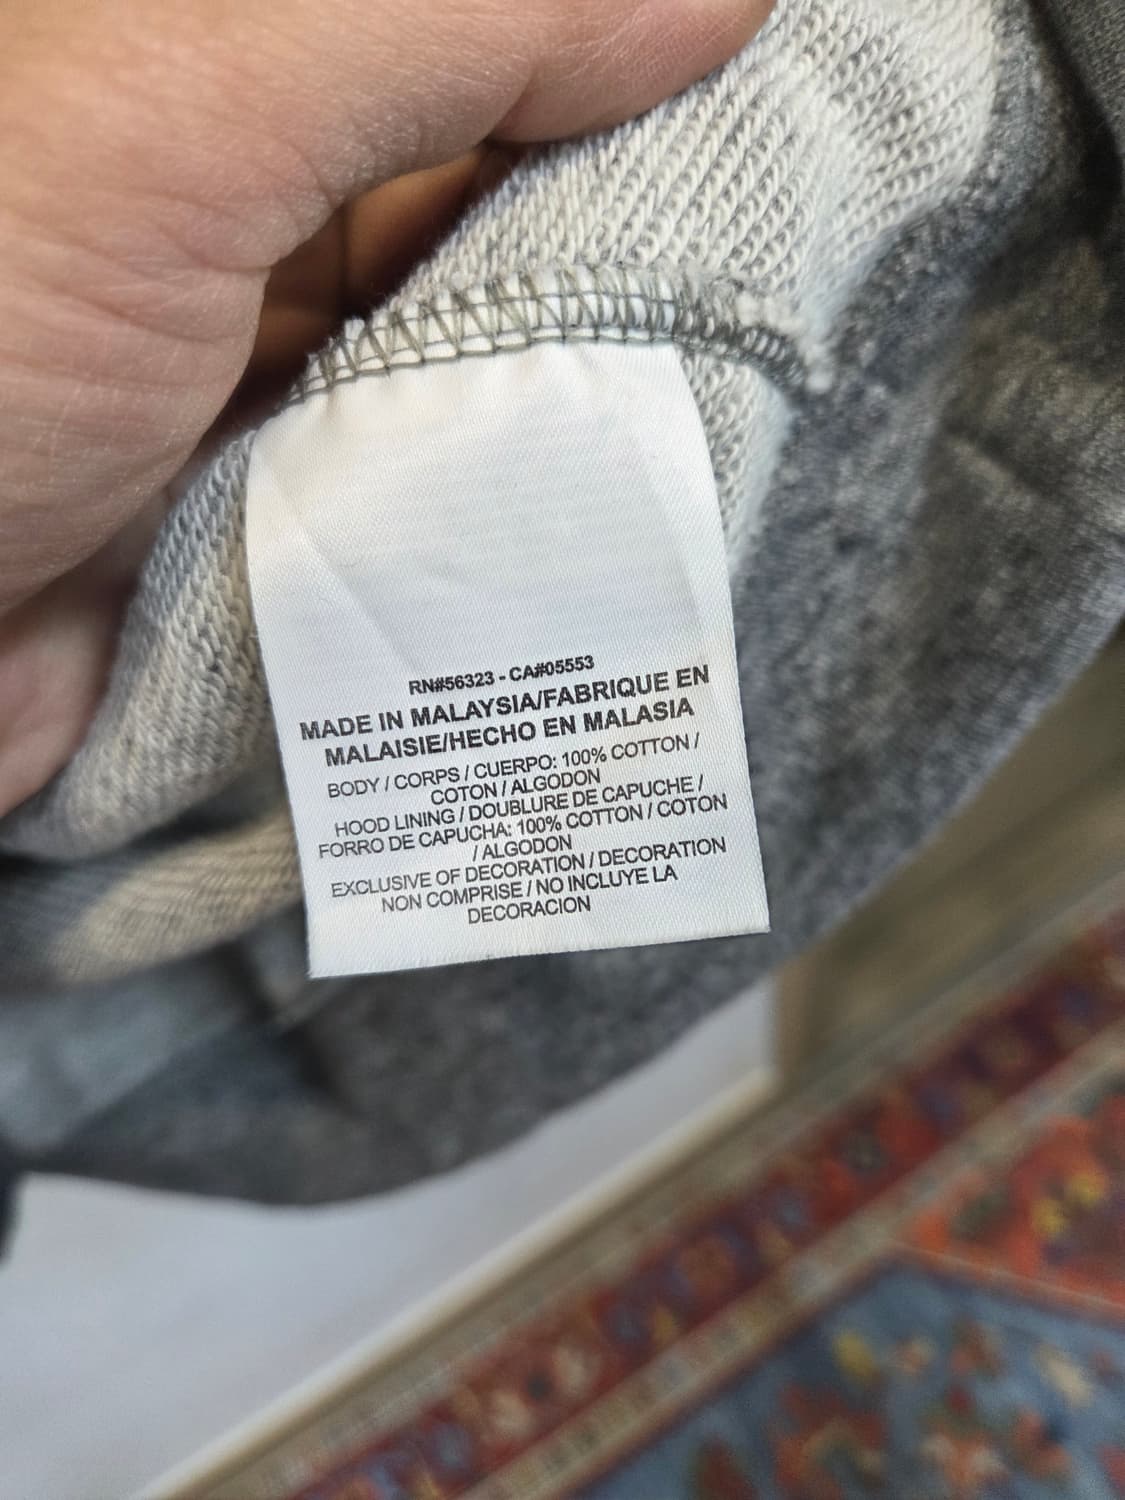 RN#56323 - CA#05553
MADE IN MALAYSIA/FABRIQUE EN
MALAISIE/HECHO EN MALASIA
BODY / CORPS / CUERPO: 100% COTTON /
COTON / ALGODON
HOOD LINING / DOUBLURE DE CAPUCHE /
FORRO DE CAPUCHA: 100% COTTON / COTON
/ ALGODON
EXCLUSIVE OF DECORATION / DECORATION
NON COMPRISE / NO INCLUYE LA
DECORACION